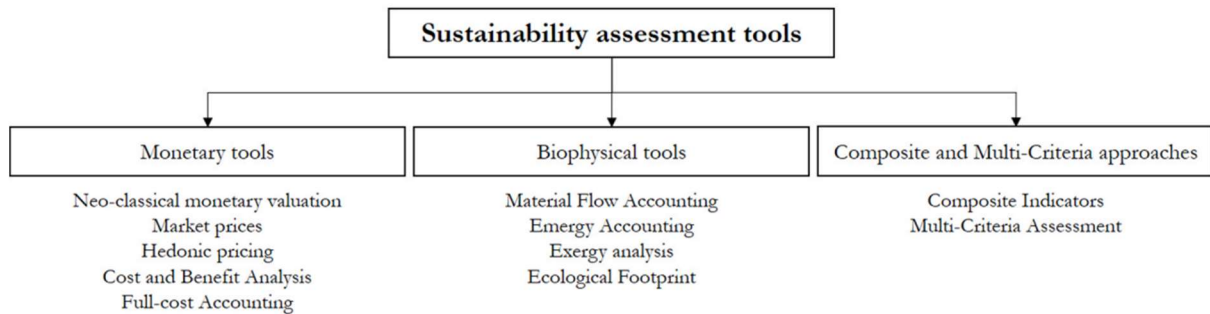 Sustainability assessment tools
Monetary tools
Neo-classical monetary valuation
Market prices
Hedonic pricing
Cost and Benefit Analysis
Full-cost Accounting
Biophysical tools
Material Flow Accounting
Emergy Accounting
Exergy analysis
Ecological Footprint
Composite and Multi-Criteria approaches
Composite Indicators
Multi-Criteria Assessment